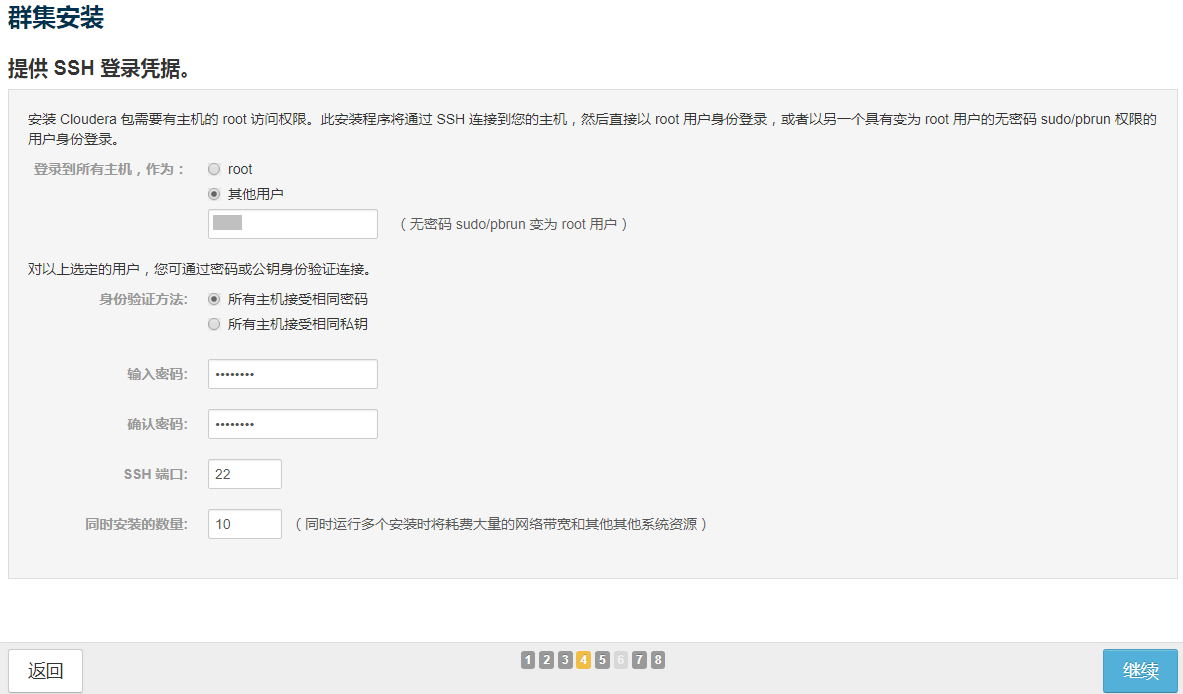 群集安装
提供 SSH 登录凭据。
安装 Cloudera 包需要有主机的 root 访问权限。此安装程序将通过 SSH 连接到您的主机，然后直接以 root 用户身份登录，或者以另一个具有变为 root 用户的无密码 sudo/pbrun 权限的
用户身份登录。
登录到所有主机，作为： root
其他用户
（无密码 sudo/pbrun 变为 root 用户）
对以上选定的用户，您可通过密码或公钥身份验证连接。
身份验证方法: 所有主机接受相同密码
所有主机接受相同私钥
输入密码: ••••••••
确认密码: ••••••••
SSH 端口: 22
同时安装的数量: 10 （同时运行多个安装时将耗费大量的网络带宽和其他其他系统资源）
返回 1 2 3 4 5 6 7 8 继续